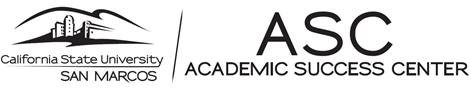 California State University
SAN MARCOS
ASC
ACADEMIC SUCCESS CENTER